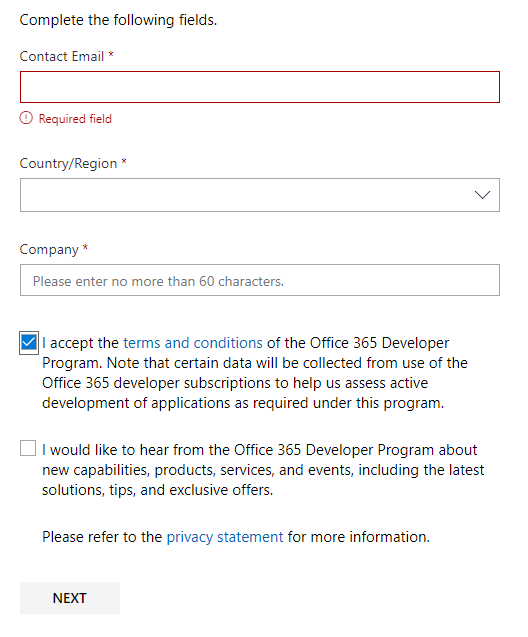 Complete the following fields.
Contact Email *
Required field
Country/Region *
Company *
Please enter no more than 60 characters.
I accept the terms and conditions of the Office 365 Developer
Program. Note that certain data will be collected from use of the
Office 365 developer subscriptions to help us assess active
development of applications as required under this program.
I would like to hear from the Office 365 Developer Program about
new capabilities, products, services, and events, including the latest
solutions, tips, and exclusive offers.
Please refer to the privacy statement for more information.
NEXT